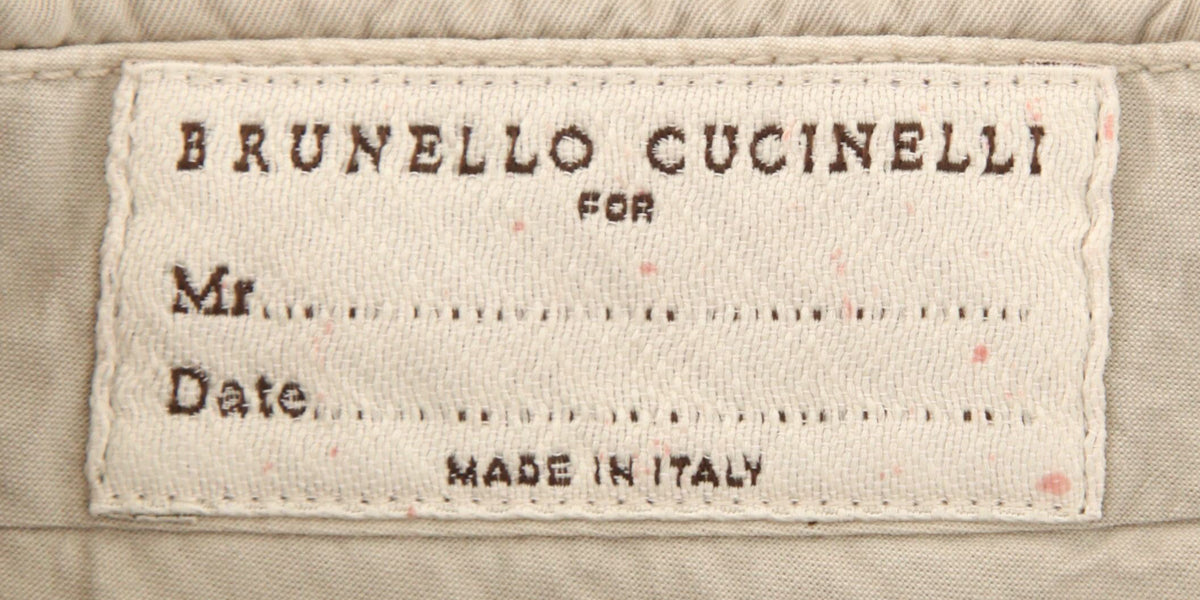 BRUNELLO CUCINELLI
FOR
Mr....................................................
Date....................................................
MADE IN ITALY